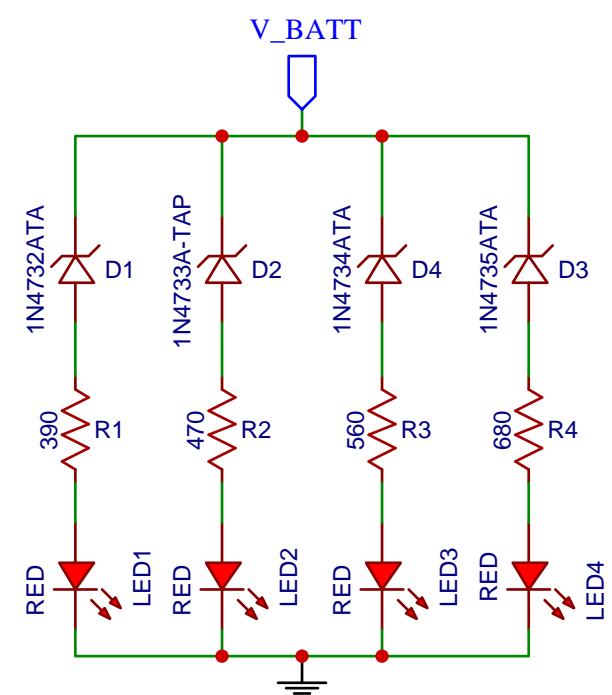 V_BATT
1N4732ATA
D1
1N4733A-TAP
D2
1N4734ATA
D4
1N4735ATA
D3
390
R1
470
R2
560
R3
680
R4
RED
LED1
RED
LED2
RED
LED3
RED
LED4